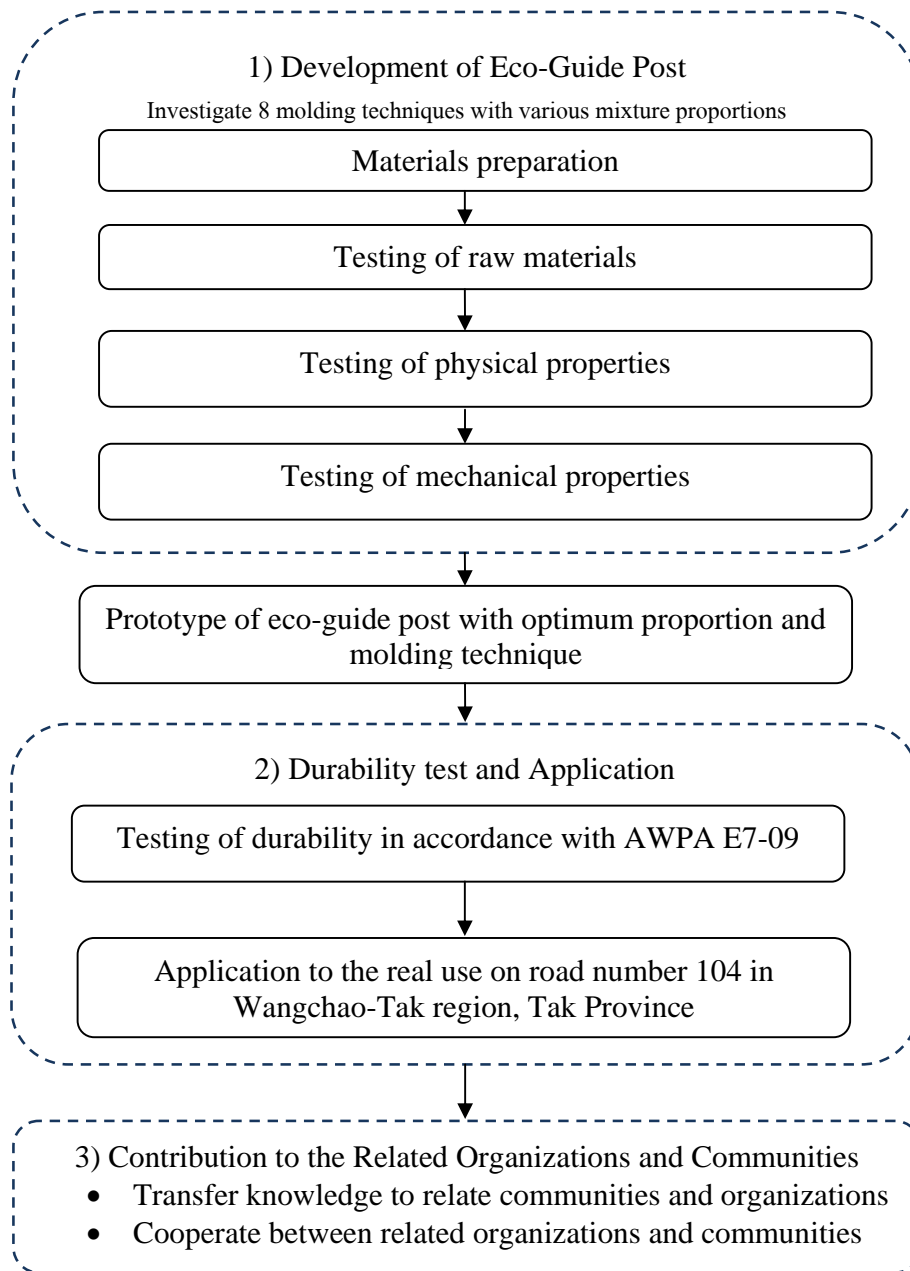 1) Development of Eco-Guide Post
Investigate 8 molding techniques with various mixture proportions
Materials preparation
Testing of raw materials
Testing of physical properties
Testing of mechanical properties
Prototype of eco-guide post with optimum proportion and
molding technique
2) Durability test and Application
Testing of durability in accordance with AWPA E7-09
Application to the real use on road number 104 in
Wangchao-Tak region, Tak Province
3) Contribution to the Related Organizations and Communities
• Transfer knowledge to relate communities and organizations
• Cooperate between related organizations and communities